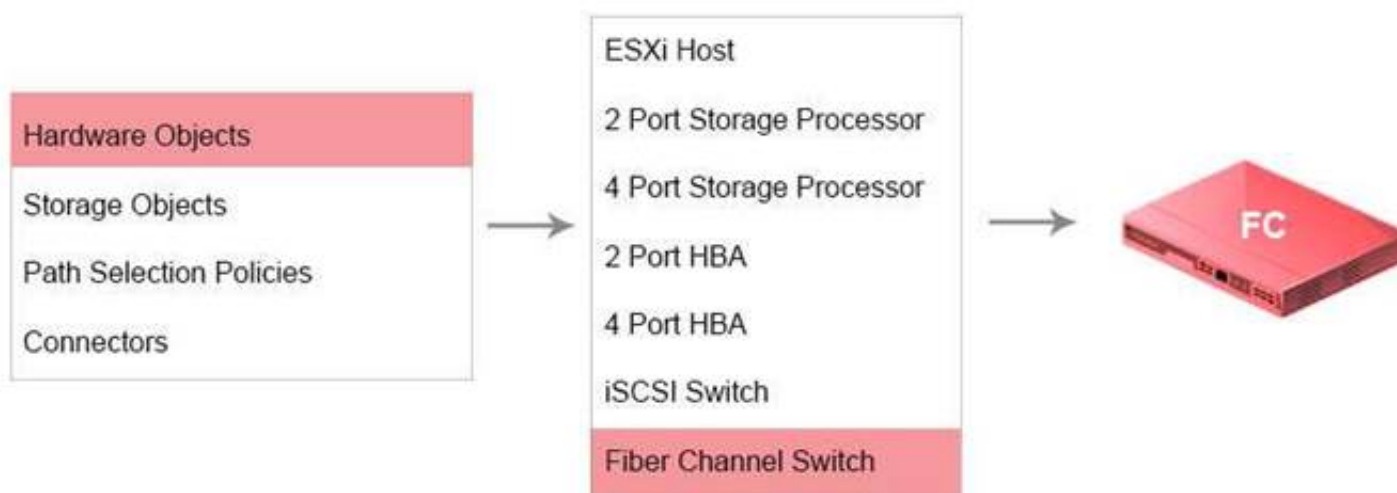 Hardware Objects
Storage Objects
Path Selection Policies
Connectors
ESXi Host
2 Port Storage Processor
4 Port Storage Processor
2 Port HBA
4 Port HBA
iSCSI Switch
Fiber Channel Switch
FC